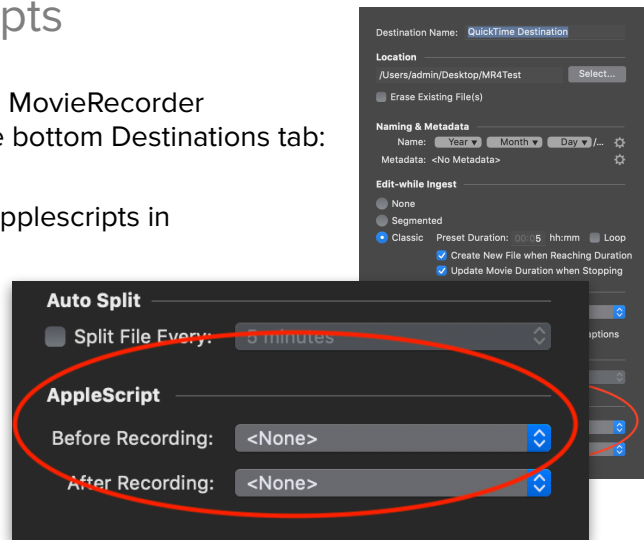 pts
MovieRecorder
e bottom Destinations tab:
pplescripts in
Destination Name: QuickTime Destination
Location
/Users/admin/Desktop/MR4Test Select...
Erase Existing File(s)
Naming & Metadata
Name: Year Month Day /...
Metadata: <No Metadata>
Edit-while Ingest
None
Segmented
Classic Preset Duration: 00:05 hh:mm Loop
Create New File when Reaching Duration
Update Movie Duration when Stopping
ptions
Auto Split
Split File Every: 5 minutes
AppleScript
Before Recording: <None>
After Recording: <None>